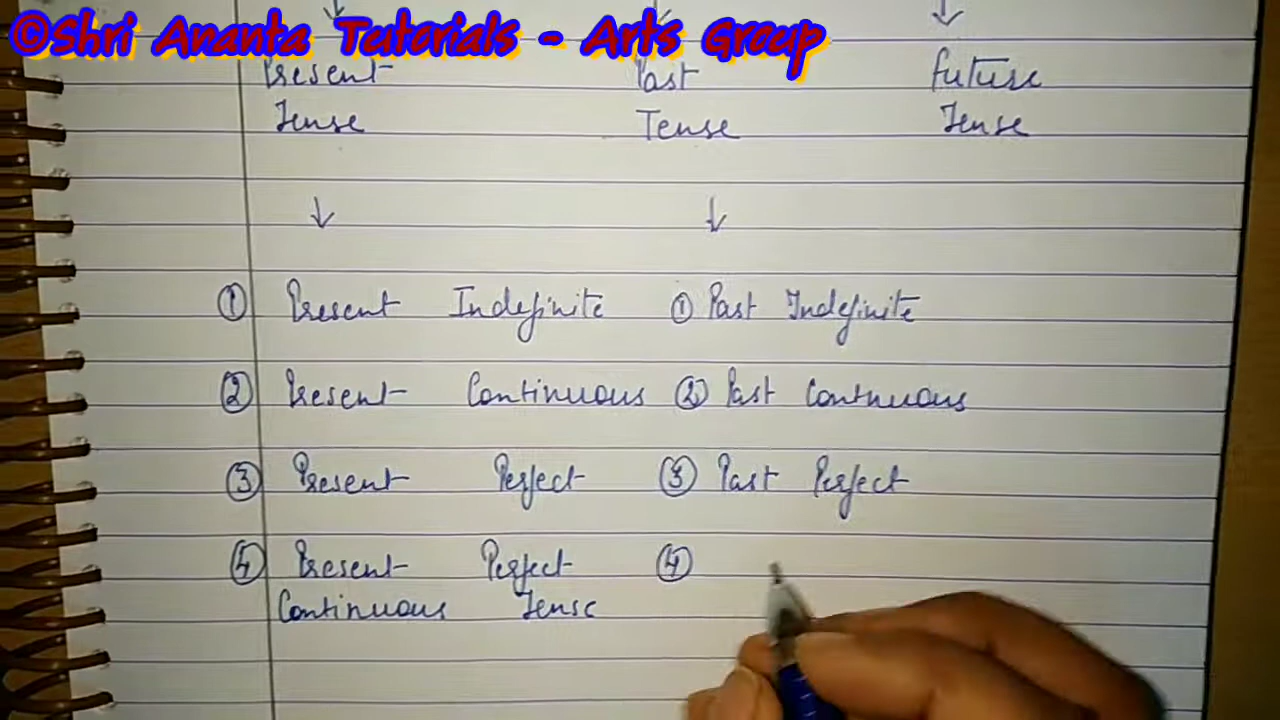 ©Shri Ananta Tutorials - Arts Group
Present Past future
Tense Tense Tense
① Present Indefinite ① Past Indefinite
② Present Continuous ② Past Continuous
③ Present Perfect ③ Past Perfect
④ Present Perfect ④
Continuous Tense